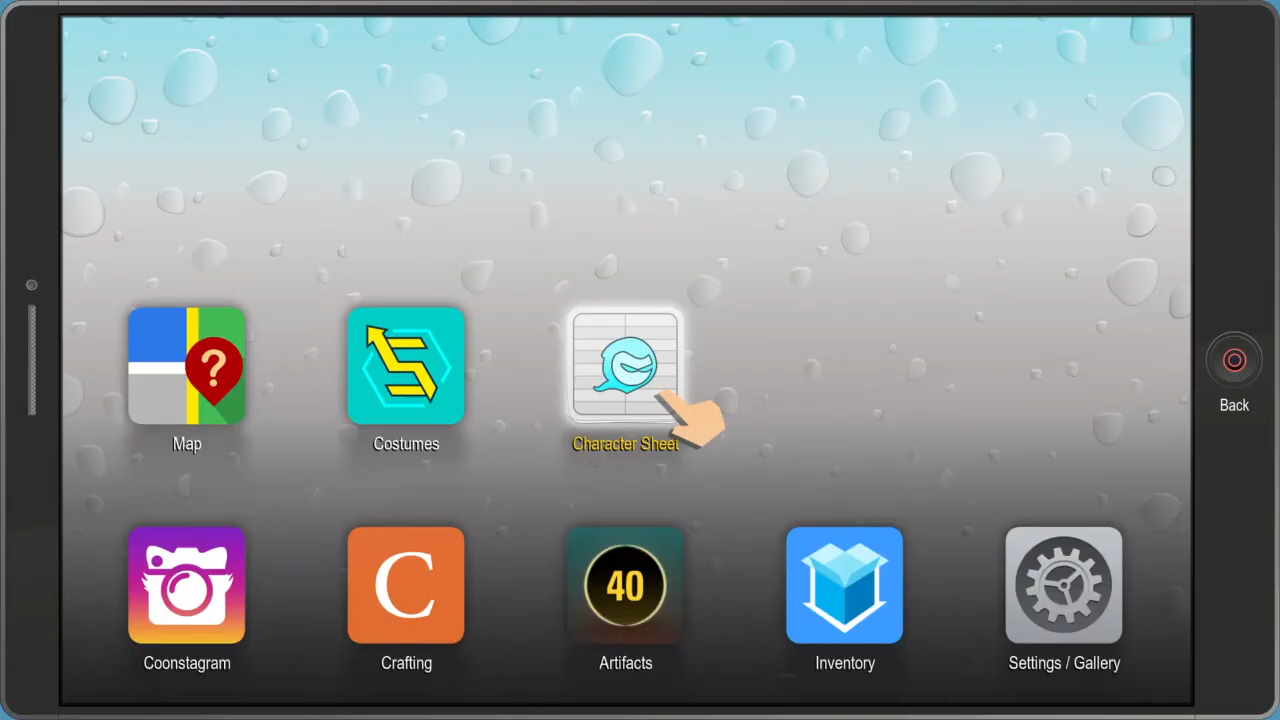 ?
Map
Costumes
Character Sheet
Back
C
40
Coonstagram
Crafting
Artifacts
Inventory
Settings / Gallery